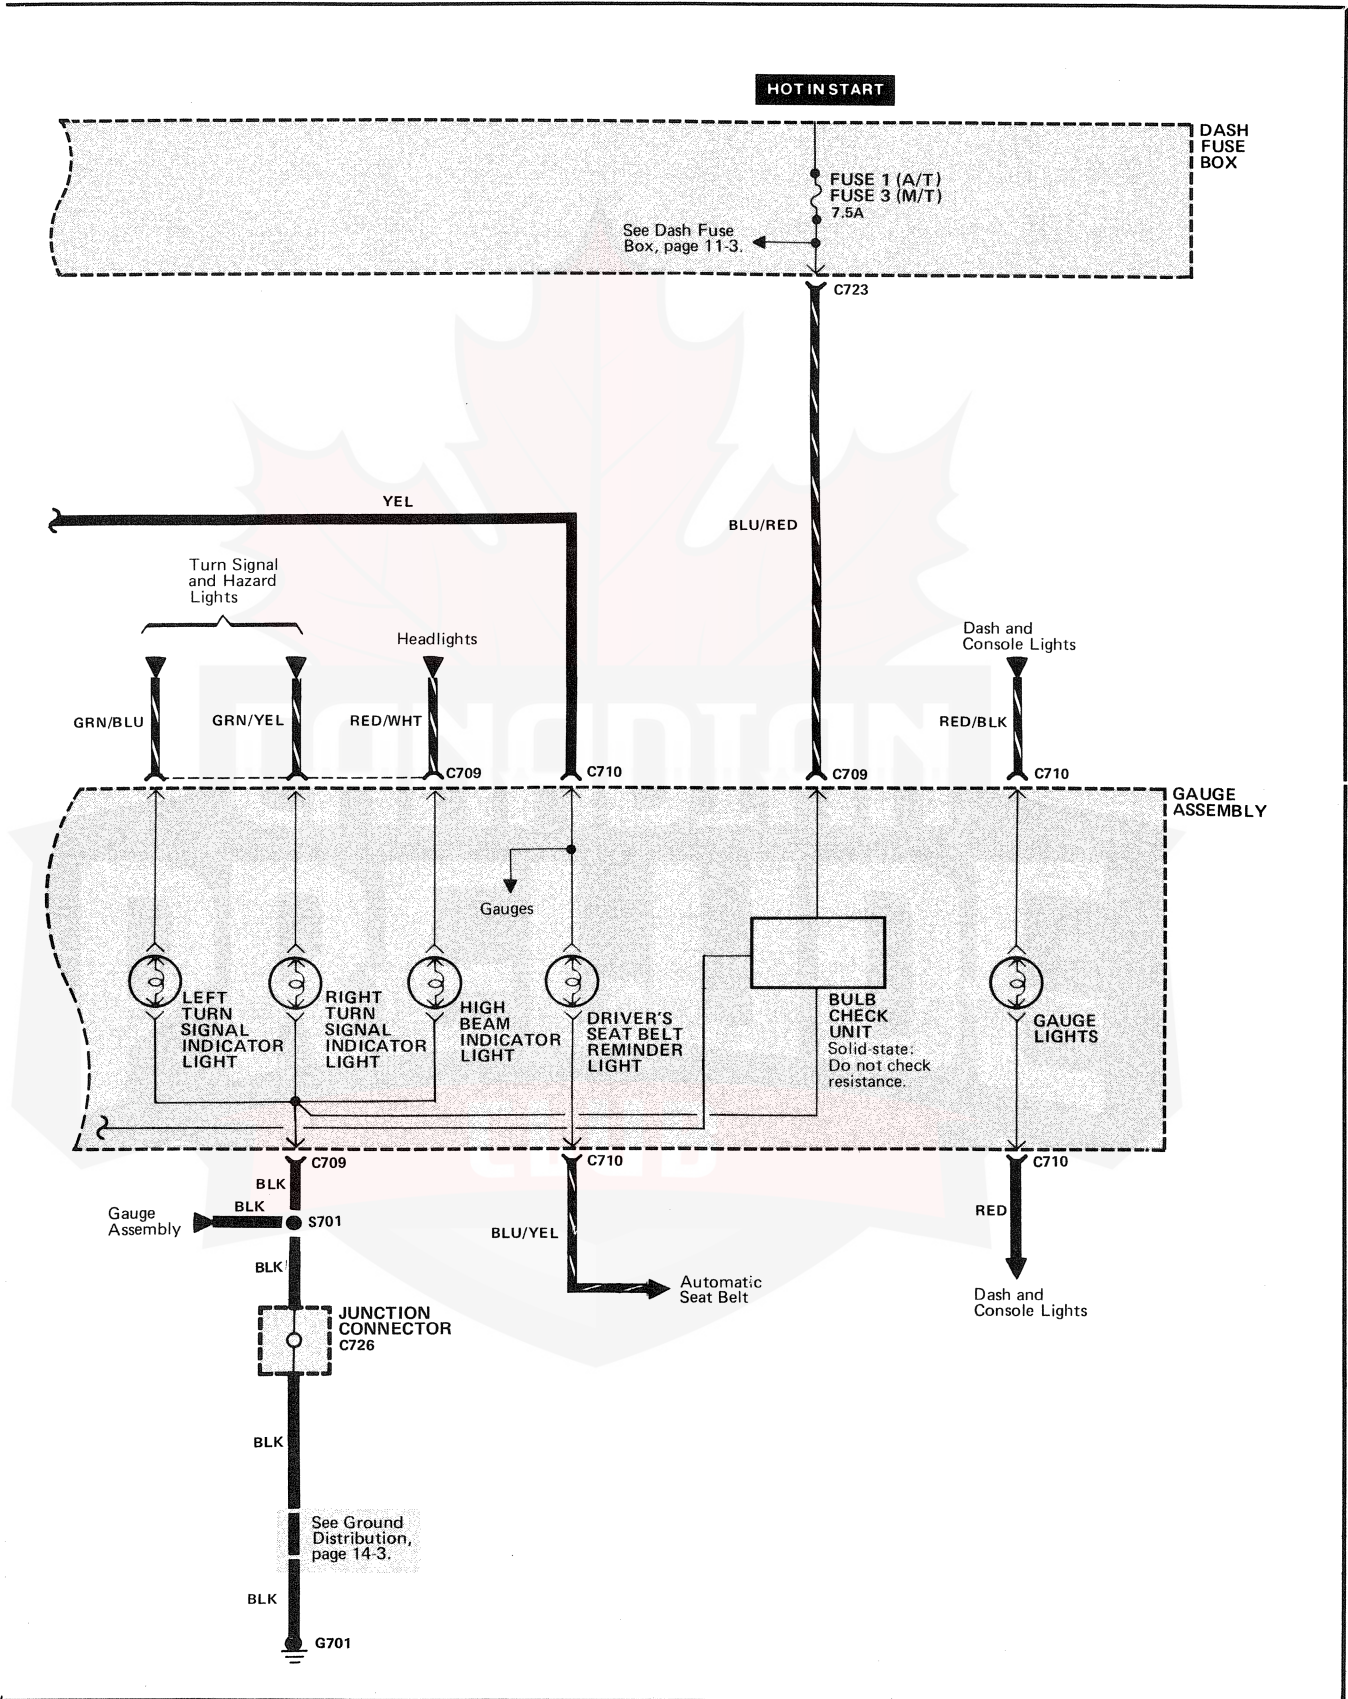 HOT IN START
DASH
FUSE
BOX
FUSE 1 (A/T)
FUSE 3 (M/T)
7.5A
See Dash Fuse
Box, page 11-3.
C723
YEL
BLU/RED
Turn Signal
and Hazard
Lights
Headlights
Dash and
Console Lights
GRN/BLU
GRN/YEL
RED/WHT
RED/BLK
C709
C710
C709
C710
GAUGE
ASSEMBLY
Gauges
LEFT
TURN
SIGNAL
INDICATOR
LIGHT
RIGHT
TURN
SIGNAL
INDICATOR
LIGHT
HIGH
BEAM
INDICATOR
LIGHT
DRIVER'S
SEAT BELT
REMINDER
LIGHT
BULB
CHECK
UNIT
Solid-state:
Do not check
resistance.
GAUGE
LIGHTS
C709
C710
C710
BLK
BLK
Gauge
Assembly
S701
BLK
BLU/YEL
RED
Automatic
Seat Belt
Dash and
Console Lights
JUNCTION
CONNECTOR
C726
BLK
See Ground
Distribution,
page 14-3.
BLK
G701
CANADIAN
CLUB